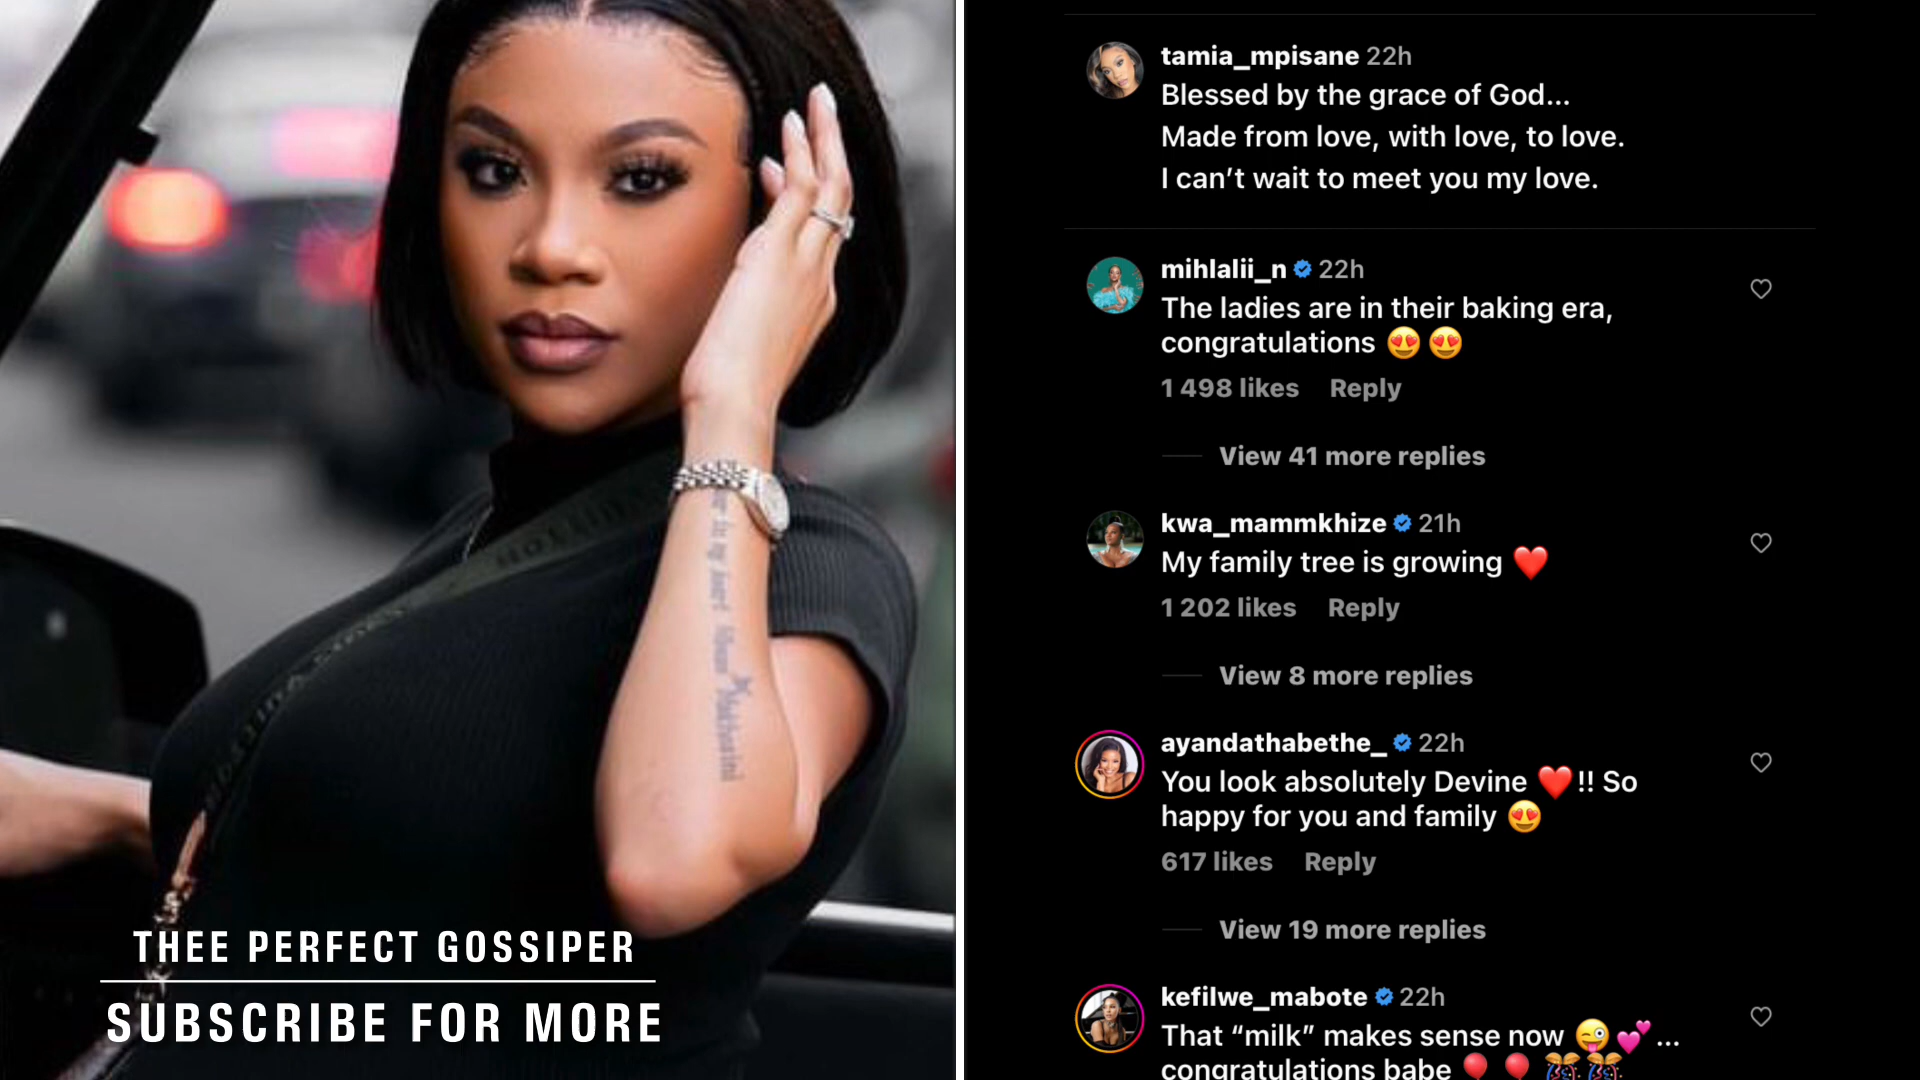 THEE PERFECT GOSSIPER
SUBSCRIBE FOR MORE
tamia_mpisane 22h
Blessed by the grace of God...
Made from love, with love, to love.
I can’t wait to meet you my love.
mihlalii_n 22h
The ladies are in their baking era,
congratulations 😍 😍
1 498 likes Reply
View 41 more replies
kwa_mammkhize 21h
My family tree is growing ❤️
1 202 likes Reply
View 8 more replies
ayandathabethe_ 22h
You look absolutely Devine ❤️!! So
happy for you and family 😍
617 likes Reply
View 19 more replies
kefilwe_mabote 22h
That “milk” makes sense now 😜💕...
congratulations babe 🎈 🎈 🎊 🎊